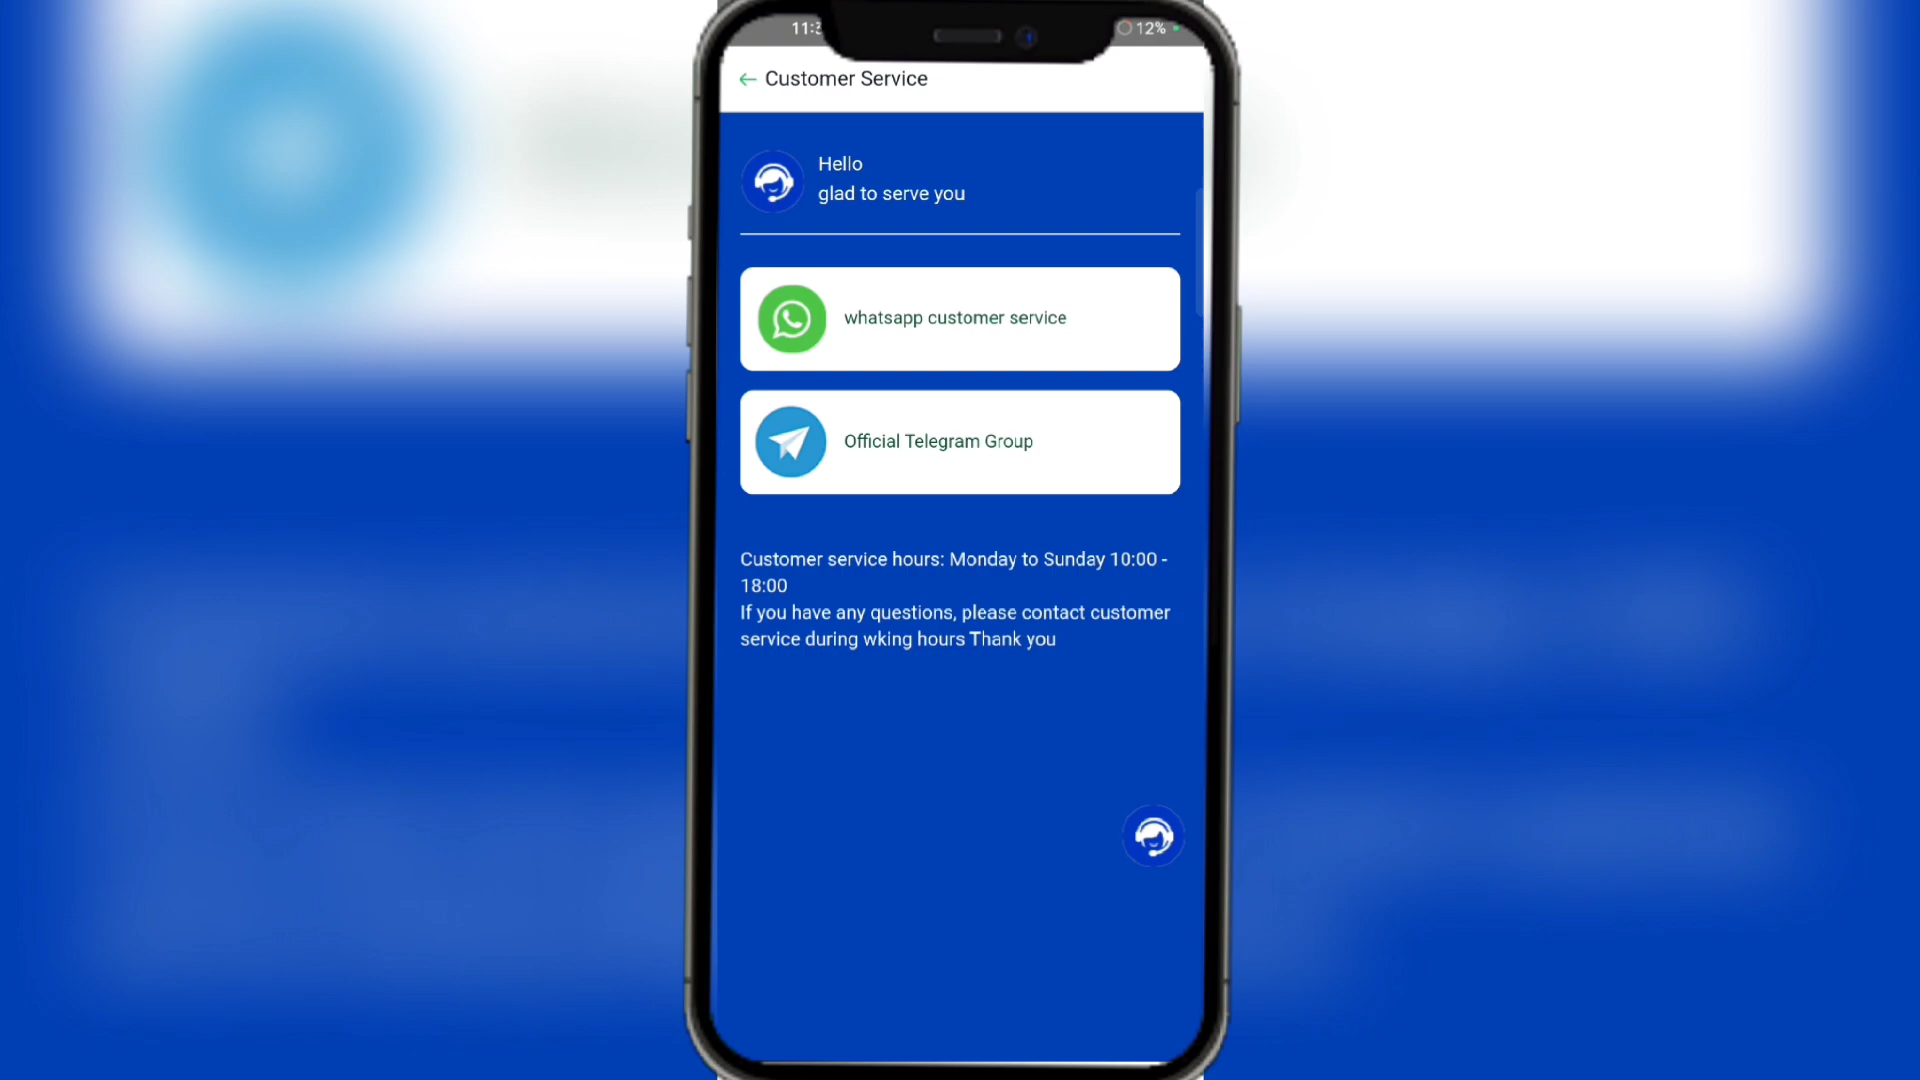 12%
Customer Service
Hello
glad to serve you
whatsapp customer service
Official Telegram Group
Customer service hours: Monday to Sunday 10:00 -
18:00
If you have any questions, please contact customer
service during wking hours Thank you